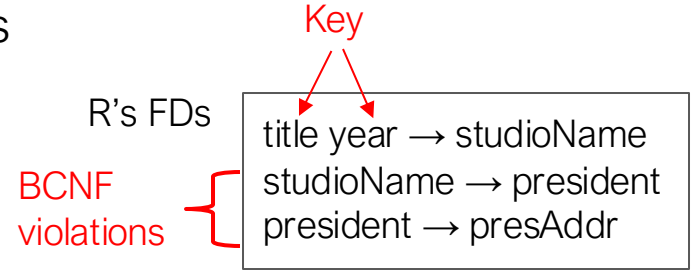 s
Key
R's FDs
title year → studioName
studioName → president
president → presAddr
BCNF
violations